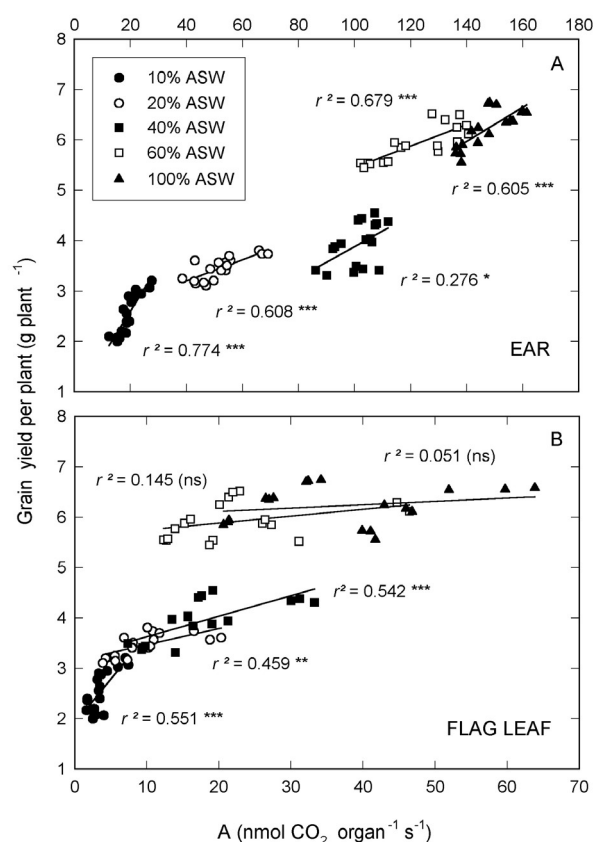 0 20 40 60 80 100 120 140 160 180
8
7
6
5
4
3
2
1
A
10% ASW
20% ASW
40% ASW
60% ASW
100% ASW
r ² = 0.679 ***
r ² = 0.605 ***
r ² = 0.276 *
r ² = 0.608 ***
r ² = 0.774 ***
EAR
Grain yield per plant (g plant ⁻¹)
8
7
6
5
4
3
2
1
B
r ² = 0.051 (ns)
r ² = 0.145 (ns)
r² = 0.542 ***
r² = 0.459 **
r ² = 0.551 ***
FLAG LEAF
0 10 20 30 40 50 60 70
A (nmol CO₂ organ⁻¹ s⁻¹)